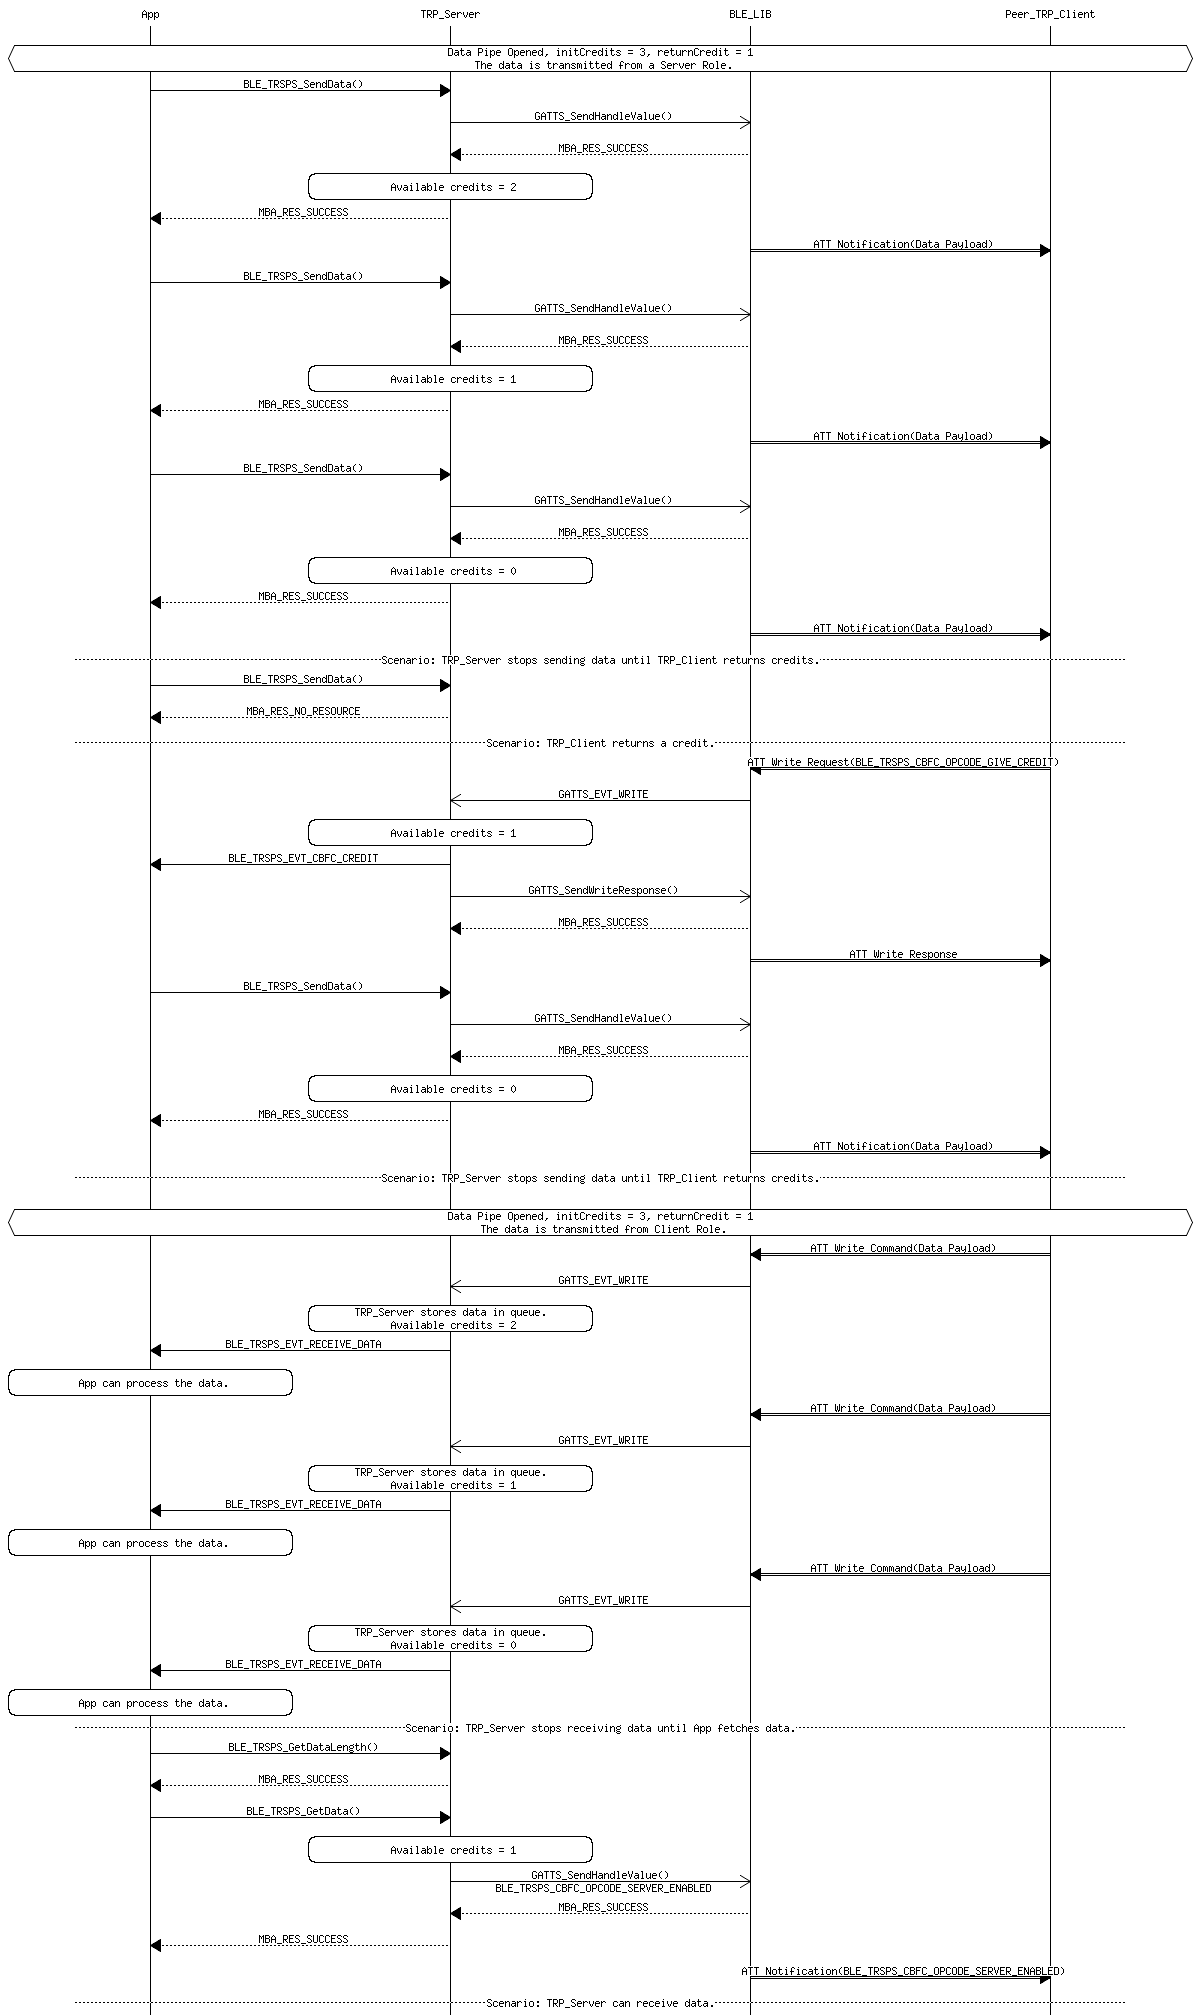 App
TRP_Server
BLE_LIB
Peer_TRP_Client
Data Pipe Opened, initCredits = 3, returnCredit = 1
The data is transmitted from a Server Role.
BLE_TRSPS_SendData()
GATTS_SendHandleValue()
MBA_RES_SUCCESS
Available credits = 2
MBA_RES_SUCCESS
ATT Notification(Data Payload)
BLE_TRSPS_SendData()
GATTS_SendHandleValue()
MBA_RES_SUCCESS
Available credits = 1
MBA_RES_SUCCESS
ATT Notification(Data Payload)
BLE_TRSPS_SendData()
GATTS_SendHandleValue()
MBA_RES_SUCCESS
Available credits = 0
MBA_RES_SUCCESS
ATT Notification(Data Payload)
Scenario: TRP_Server stops sending data until TRP_Client returns credits.
BLE_TRSPS_SendData()
MBA_RES_NO_RESOURCE
Scenario: TRP_Client returns a credit.
ATT Write Request(BLE_TRSPS_CBFC_OPCODE_GIVE_CREDIT)
GATTS_EVT_WRITE
Available credits = 1
BLE_TRSPS_EVT_CBFC_CREDIT
GATTS_SendWriteResponse()
MBA_RES_SUCCESS
ATT Write Response
BLE_TRSPS_SendData()
GATTS_SendHandleValue()
MBA_RES_SUCCESS
Available credits = 0
MBA_RES_SUCCESS
ATT Notification(Data Payload)
Scenario: TRP_Server stops sending data until TRP_Client returns credits.
Data Pipe Opened, initCredits = 3, returnCredit = 1
The data is transmitted from Client Role.
ATT Write Command(Data Payload)
GATTS_EVT_WRITE
TRP_Server stores data in queue.
Available credits = 2
BLE_TRSPS_EVT_RECEIVE_DATA
App can process the data.
ATT Write Command(Data Payload)
GATTS_EVT_WRITE
TRP_Server stores data in queue.
Available credits = 1
BLE_TRSPS_EVT_RECEIVE_DATA
App can process the data.
ATT Write Command(Data Payload)
GATTS_EVT_WRITE
TRP_Server stores data in queue.
Available credits = 0
BLE_TRSPS_EVT_RECEIVE_DATA
App can process the data.
Scenario: TRP_Server stops receiving data until App fetches data.
BLE_TRSPS_GetDataLength()
MBA_RES_SUCCESS
BLE_TRSPS_GetData()
Available credits = 1
GATTS_SendHandleValue()
BLE_TRSPS_CBFC_OPCODE_SERVER_ENABLED
MBA_RES_SUCCESS
MBA_RES_SUCCESS
ATT Notification(BLE_TRSPS_CBFC_OPCODE_SERVER_ENABLED)
Scenario: TRP_Server can receive data.